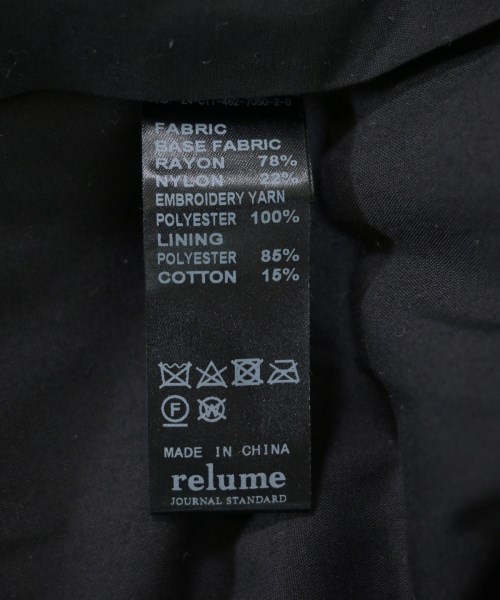 FABRIC
BASE FABRIC
RAYON 78%
NYLON 22%
EMBROIDERY YARN
POLYESTER 100%
LINING
POLYESTER 85%
COTTON 15%
F W
MADE IN CHINA
relume
JOURNAL STANDARD